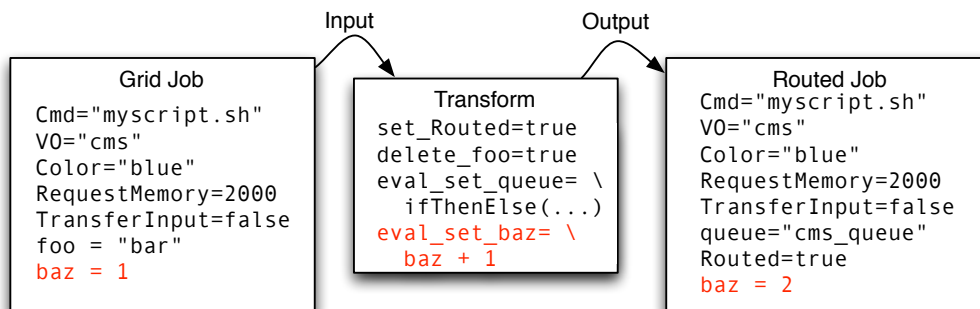 Input
Output
Grid Job
Cmd="myscript.sh"
VO="cms"
Color="blue"
RequestMemory=2000
TransferInput=false
foo = "bar"
baz = 1
Transform
set_Routed=true
delete_foo=true
eval_set_queue= \
ifThenElse(...)
eval_set_baz= \
baz + 1
Routed Job
Cmd="myscript.sh"
VO="cms"
Color="blue"
RequestMemory=2000
TransferInput=false
queue="cms_queue"
Routed=true
baz = 2